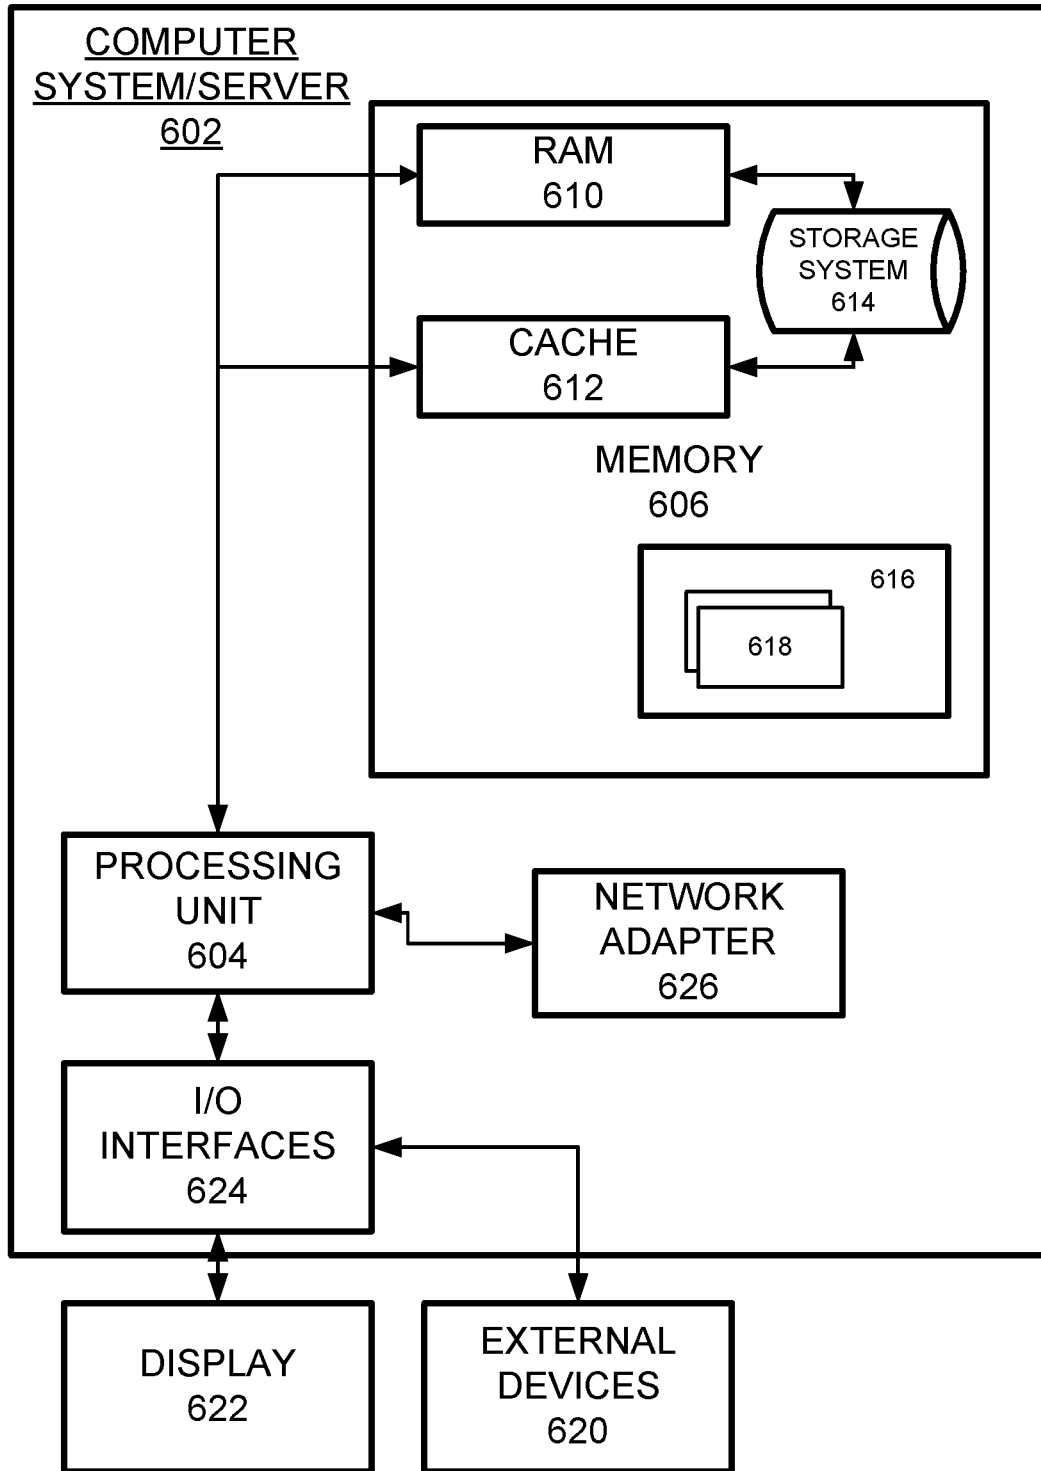 COMPUTER
SYSTEM/SERVER
602
RAM
610
STORAGE
SYSTEM
614
CACHE
612
MEMORY
606
616
618
PROCESSING
UNIT
604
NETWORK
ADAPTER
626
I/O
INTERFACES
624
DISPLAY
622
EXTERNAL
DEVICES
620